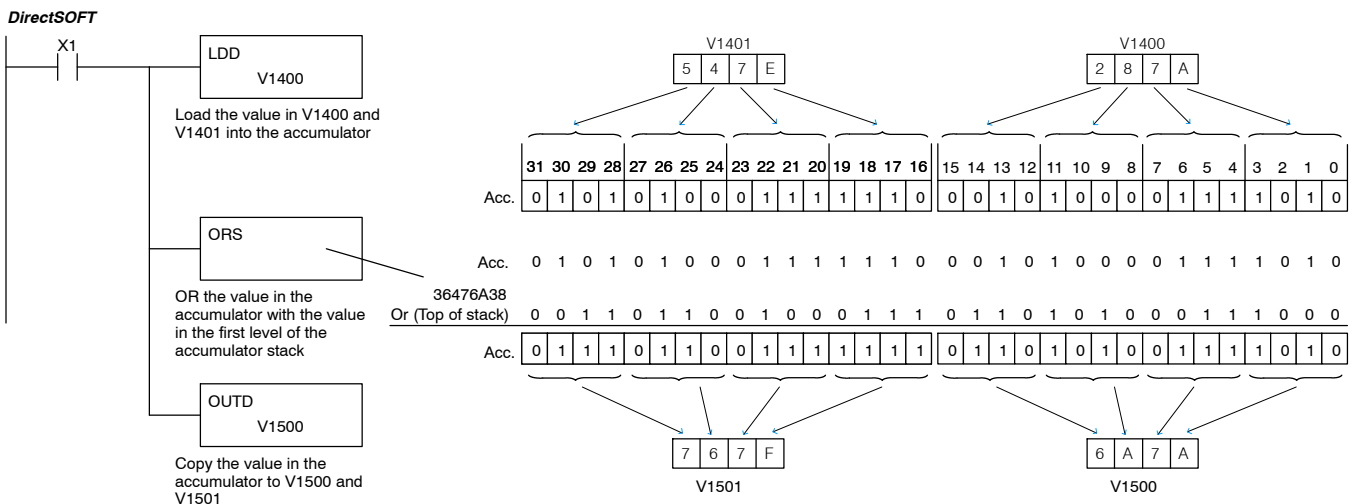 DirectSOFT
X1
LDD
V1400
Load the value in V1400 and
V1401 into the accumulator
ORS
OR the value in the
accumulator with the value
in the first level of the
accumulator stack
OUTD
V1500
Copy the value in the
accumulator to V1500 and
V1501
V1401
V1400
5 4 7 E
2 8 7 A
31 30 29 28 27 26 25 24 23 22 21 20 19 18 17 16 15 14 13 12 11 10 9 8 7 6 5 4 3 2 1 0
Acc. 0 1 0 1 0 1 0 0 0 1 1 1 1 1 1 0 0 0 1 0 1 0 0 0 0 1 1 1 1 0 1 0
Acc. 0 1 0 1 0 1 0 0 0 1 1 1 1 1 1 0 0 0 1 0 1 0 0 0 0 1 1 1 1 0 1 0
36476A38
Or (Top of stack) 0 0 1 1 0 1 1 0 0 1 0 0 0 1 1 1 0 1 1 0 1 0 1 0 0 0 1 1 1 0 0 0
Acc. 0 1 1 1 0 1 1 0 0 1 1 1 1 1 1 1 0 1 1 0 1 0 1 0 0 1 1 1 1 0 1 0
7 6 7 F
6 A 7 A
V1501
V1500